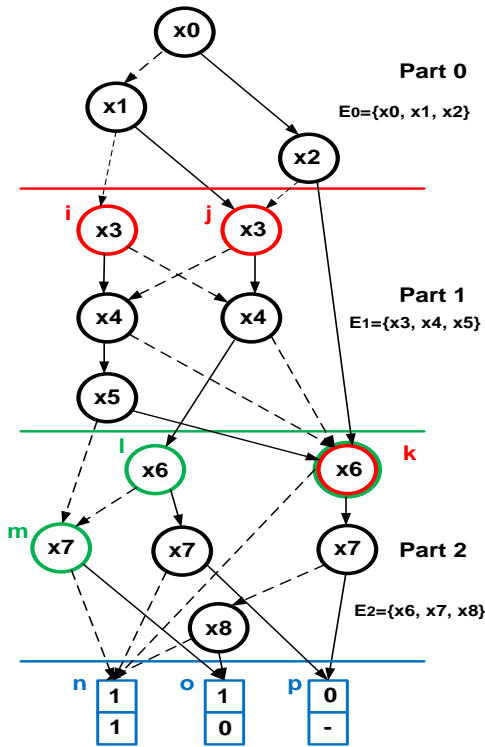 x0
Part 0
x1
E0={x0, x1, x2}
x2
i
j
x3
x3
Part 1
x4
x4
E1={x3, x4, x5}
x5
l
k
x6
x6
m
x7
x7
x7
Part 2
E2={x6, x7, x8}
x8
n
o
p
1
1
0
1
0
-